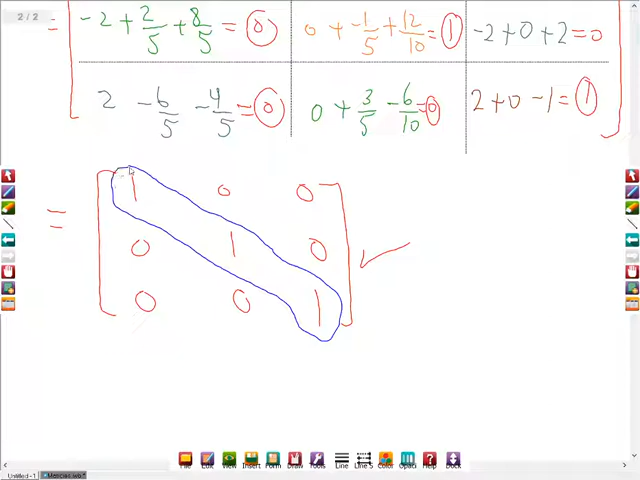 2 / 2
= -2 + 2/5 + 8/5 = 0 0 + -1/5 + 12/10 = 1 -2 + 0 + 2 = 0
2 - 6/5 - 4/5 = 0 0 + 3/5 - 6/10 = 0 2 + 0 - 1 = 1
1 0 0
= 0 1 0 ✓
0 0 1
File Edit View Insert Form Draw Tools Line Line S Color Opaci Help Dock
Untitled-1